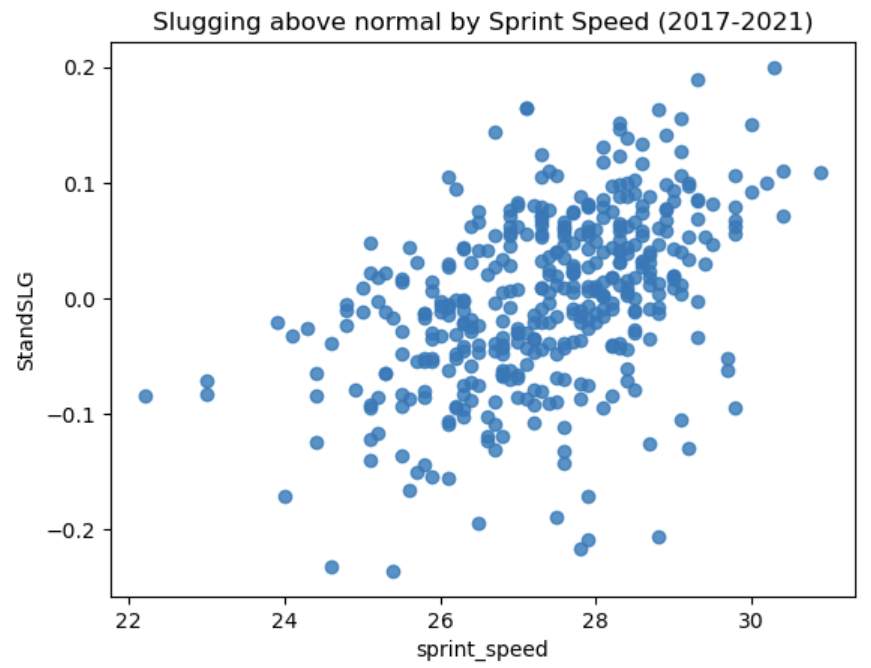 Slugging above normal by Sprint Speed (2017-2021)
0.2
0.1
0.0
−0.1
−0.2
StandSLG
22 24 26 28 30
sprint_speed